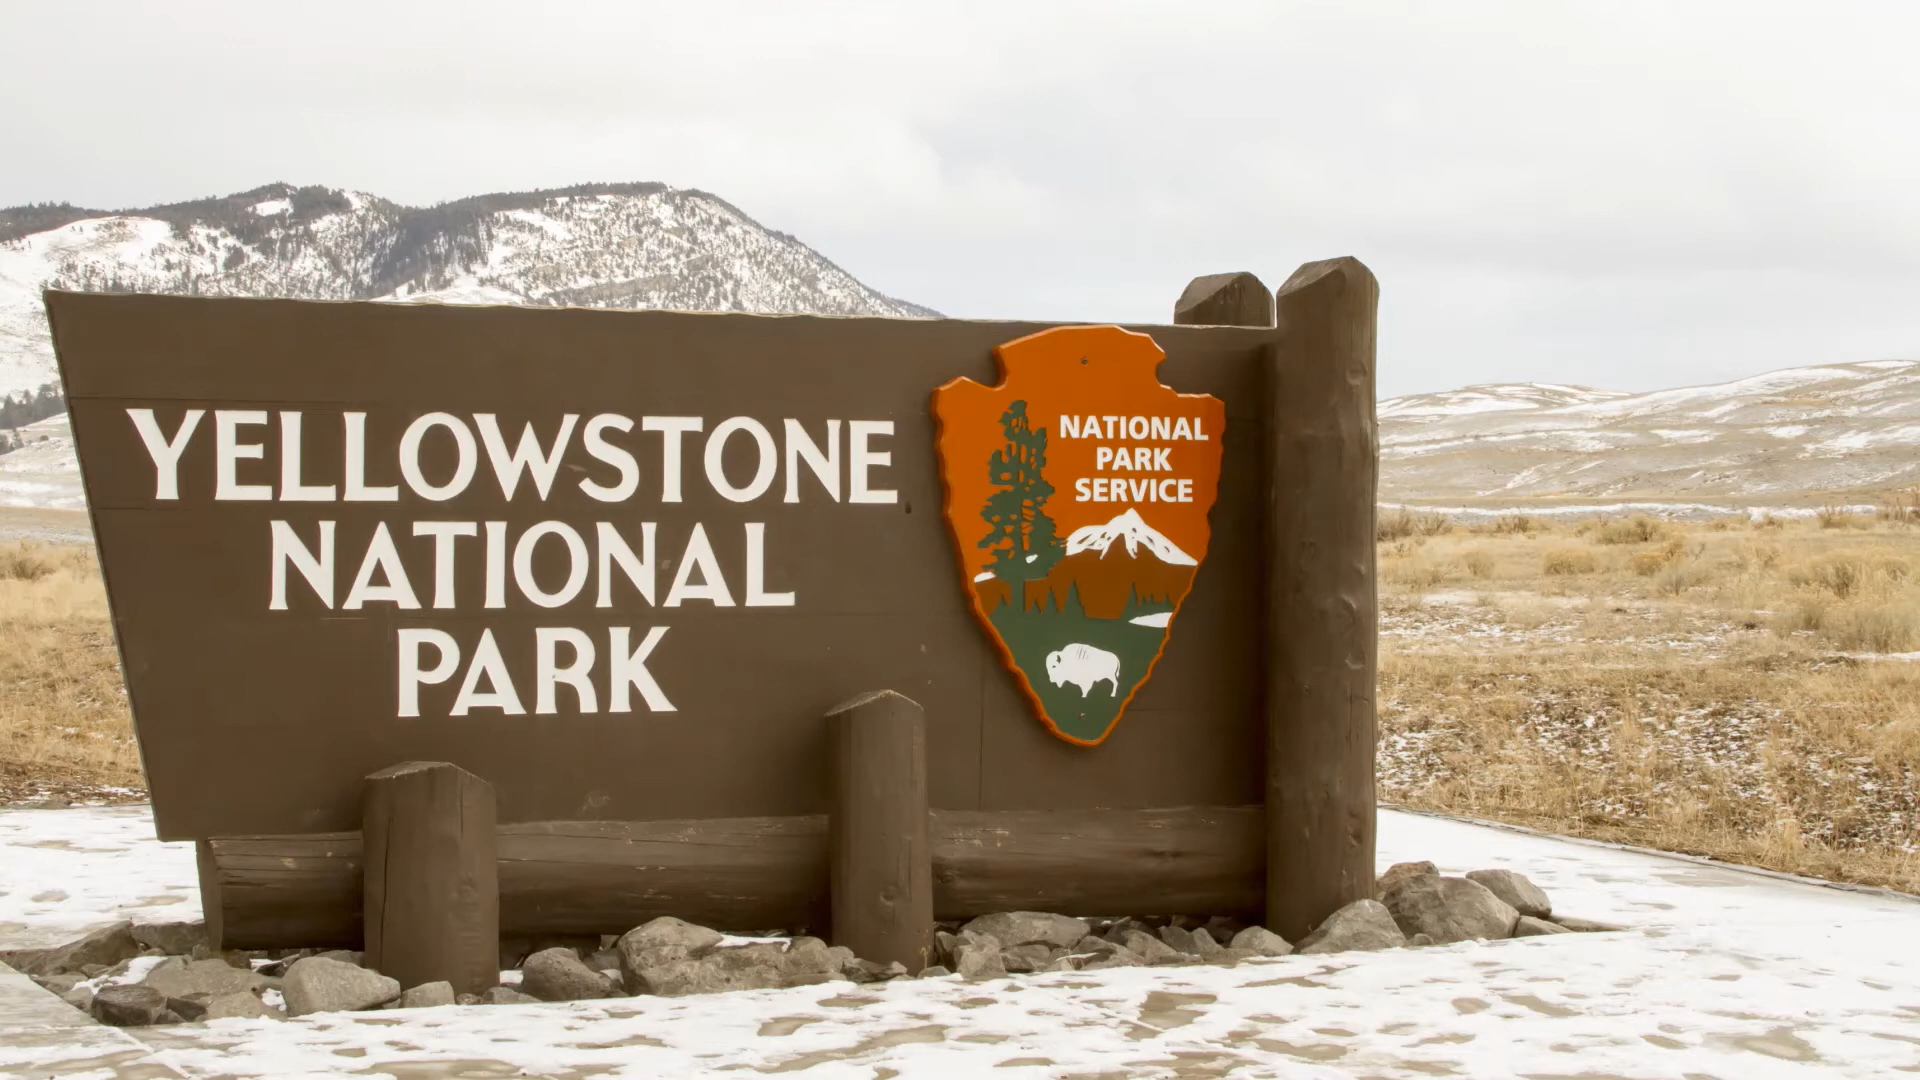 YELLOWSTONE
NATIONAL
PARK
NATIONAL
PARK
SERVICE